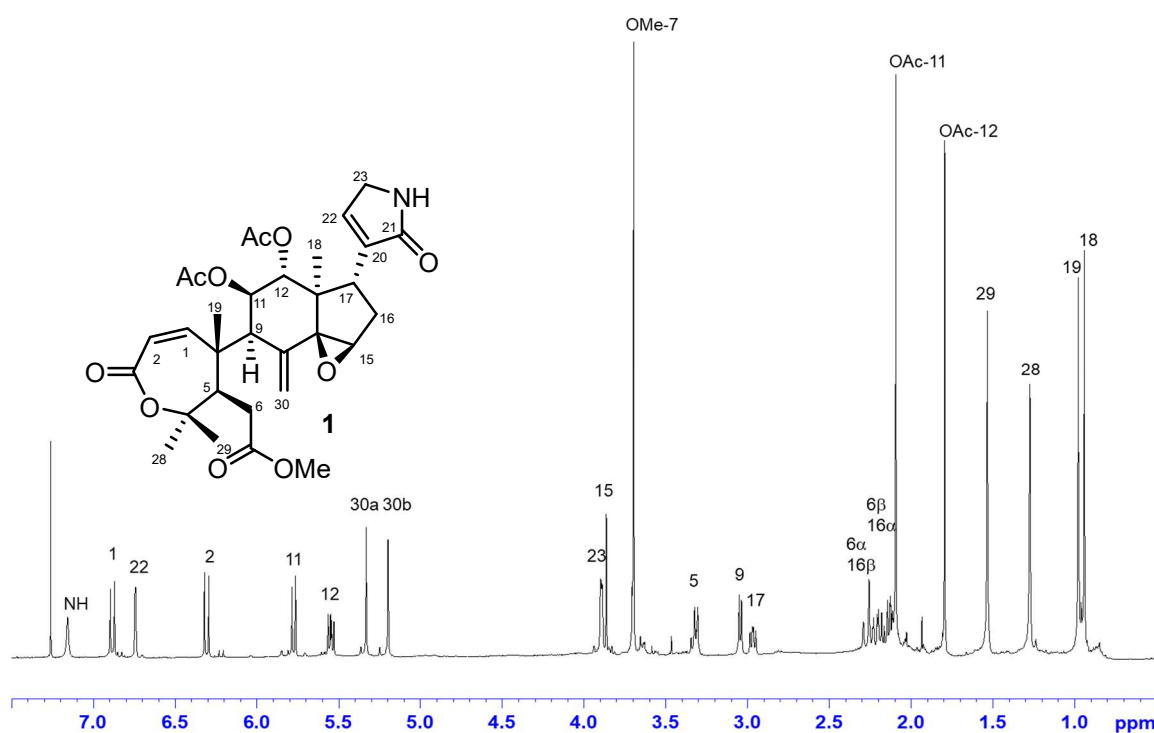 OMe-7
OAc-11
OAc-12
23
NH
22
21
O
20
AcO
18
AcO
12
17
11
16
19
9
15
1
2
O
H
O
5
6
30
O
1
28
29
O
OMe
18
19
29
28
30a 30b
15
6β
16α
6α
16β
23
1
22
2
11
12
5
9
17
NH
7.0 6.5 6.0 5.5 5.0 4.5 4.0 3.5 3.0 2.5 2.0 1.5 1.0 ppm